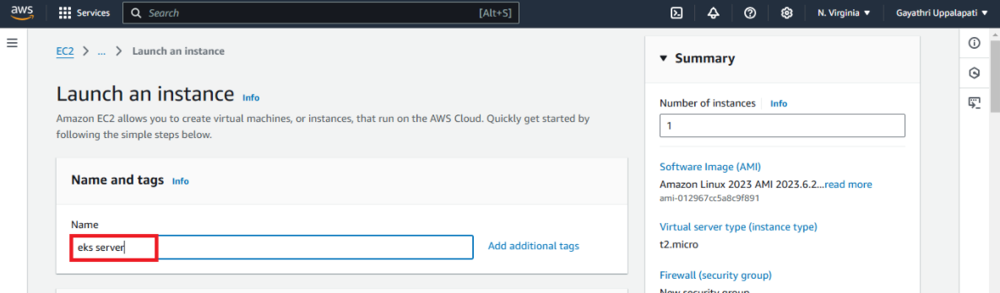 aws
Services
Search
[Alt+S]
N. Virginia
Gayathri Uppalapati
EC2 > ... > Launch an instance
Launch an instance Info
Amazon EC2 allows you to create virtual machines, or instances, that run on the AWS Cloud. Quickly get started by
following the simple steps below.
Name and tags Info
Name
eks server
Add additional tags
Summary
Number of instances Info
1
Software Image (AMI)
Amazon Linux 2023 AMI 2023.6.2...read more
ami-012967cc5a8c9f891
Virtual server type (instance type)
t2.micro
Firewall (security group)
New security group